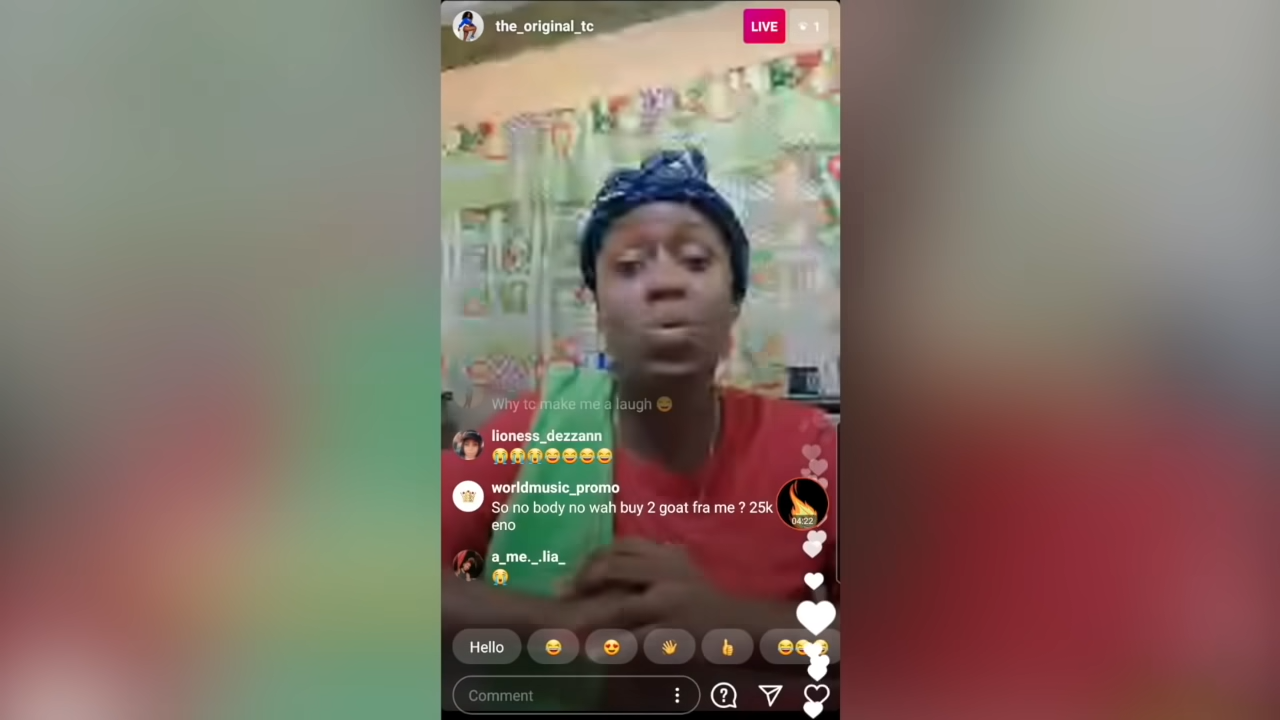 the_original_tc
LIVE
1
Why tc make me a laugh 😅
lioness_dezzann
😭😭😭😂😂😂😂
worldmusic_promo
So no body no wah buy 2 goat fra me ? 25k
eno
04:22
a_me._.lia_
😭
Hello 😂 😍 👋 👍 😂😂😂
Comment